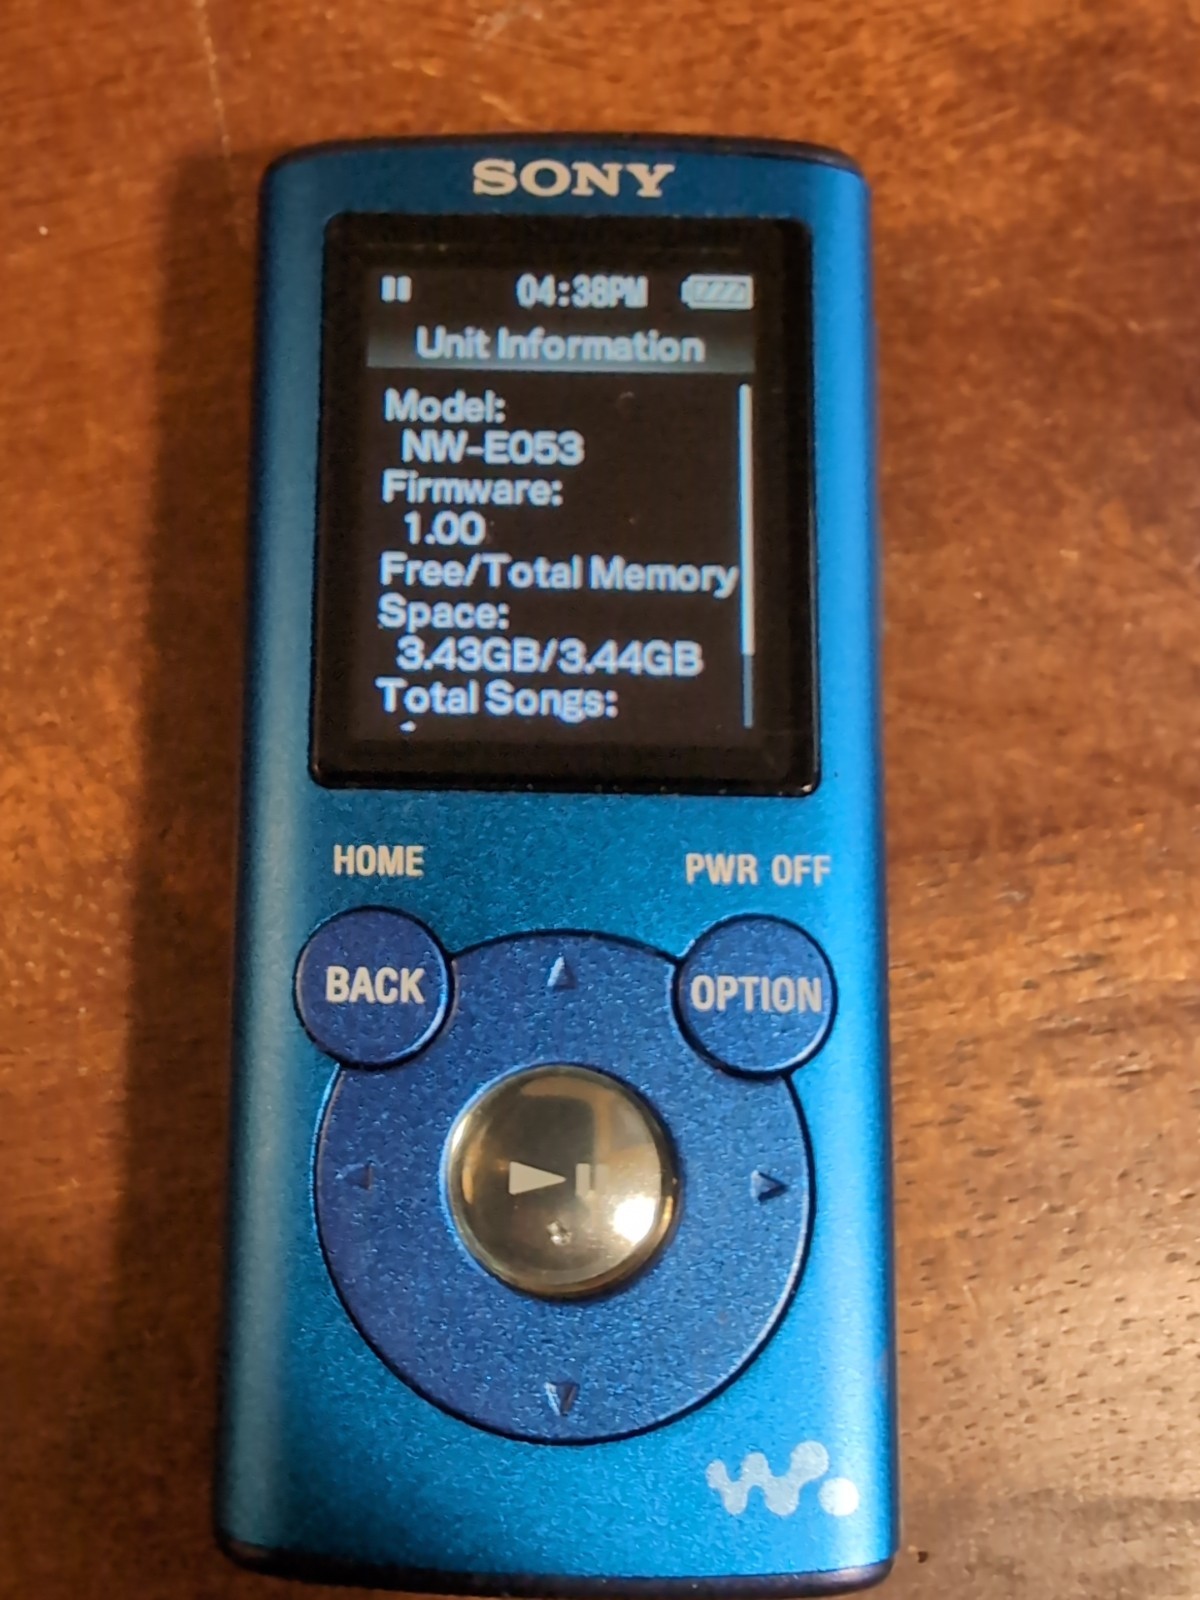 SONY
04:38PM
Unit Information
Model:
NW-E053
Firmware:
1.00
Free/Total Memory
Space:
3.43GB/3.44GB
Total Songs:
HOME
PWR OFF
BACK
OPTION